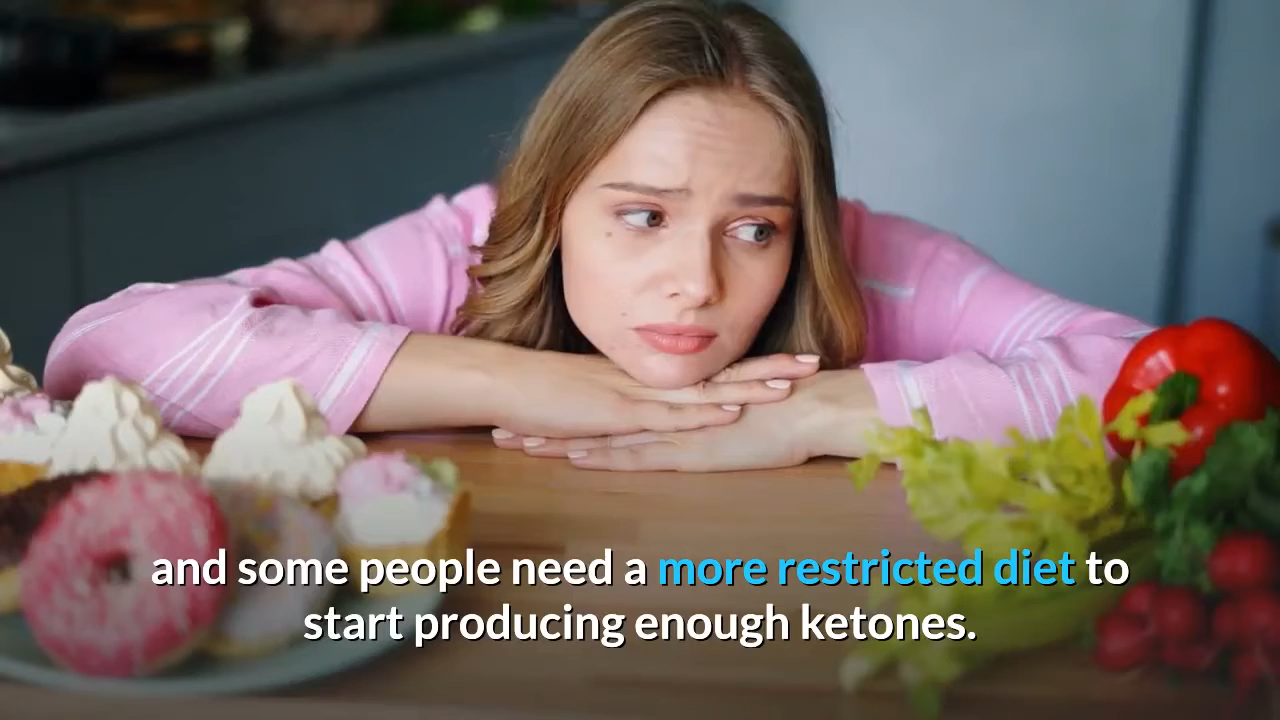 and some people need a more restricted diet to
start producing enough ketones.